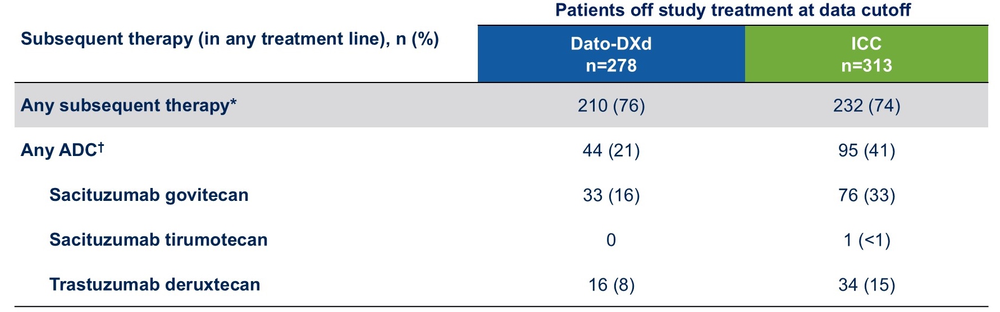 Patients off study treatment at data cutoff
Subsequent therapy (in any treatment line), n (%)
Dato-DXd
n=278
ICC
n=313
Any subsequent therapy* 210 (76) 232 (74)
Any ADC† 44 (21) 95 (41)
Sacituzumab govitecan 33 (16) 76 (33)
Sacituzumab tirumotecan 0 1 (<1)
Trastuzumab deruxtecan 16 (8) 34 (15)